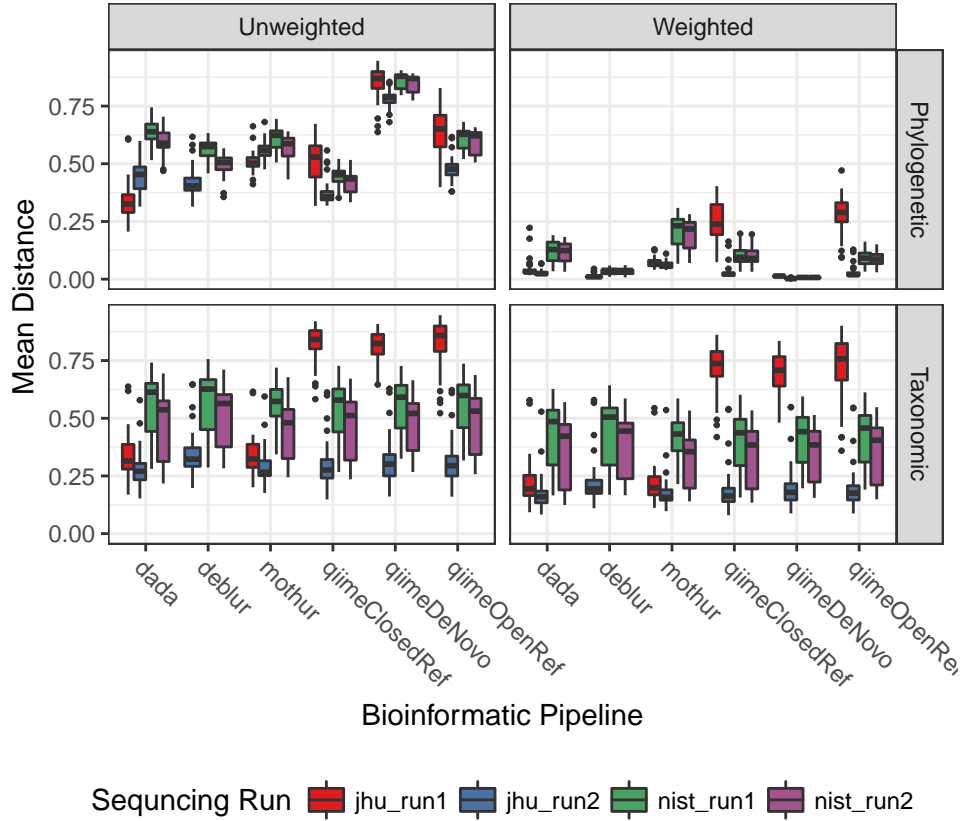 Unweighted Weighted
Mean Distance
Phylogenetic
Taxonomic
0.75
0.50
0.25
0.00
0.75
0.50
0.25
0.00
dada deblur mothur qiimeClosedRef qiimeDeNovo qiimeOpenRef dada deblur mothur qiimeClosedRef qiimeDeNovo qiimeOpenRef
Bioinformatic Pipeline
Sequncing Run jhu_run1 jhu_run2 nist_run1 nist_run2